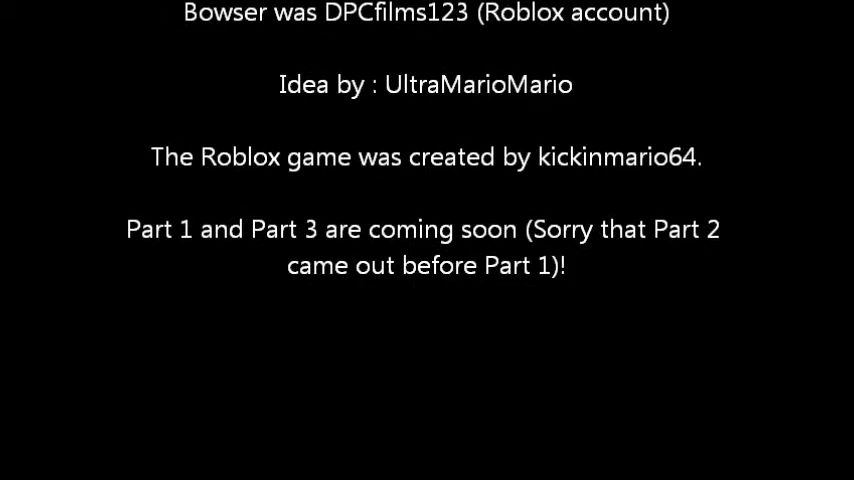 Bowser was DPCfilms123 (Roblox account)
Idea by : UltraMarioMario
The Roblox game was created by kickinmario64.
Part 1 and Part 3 are coming soon (Sorry that Part 2
came out before Part 1)!